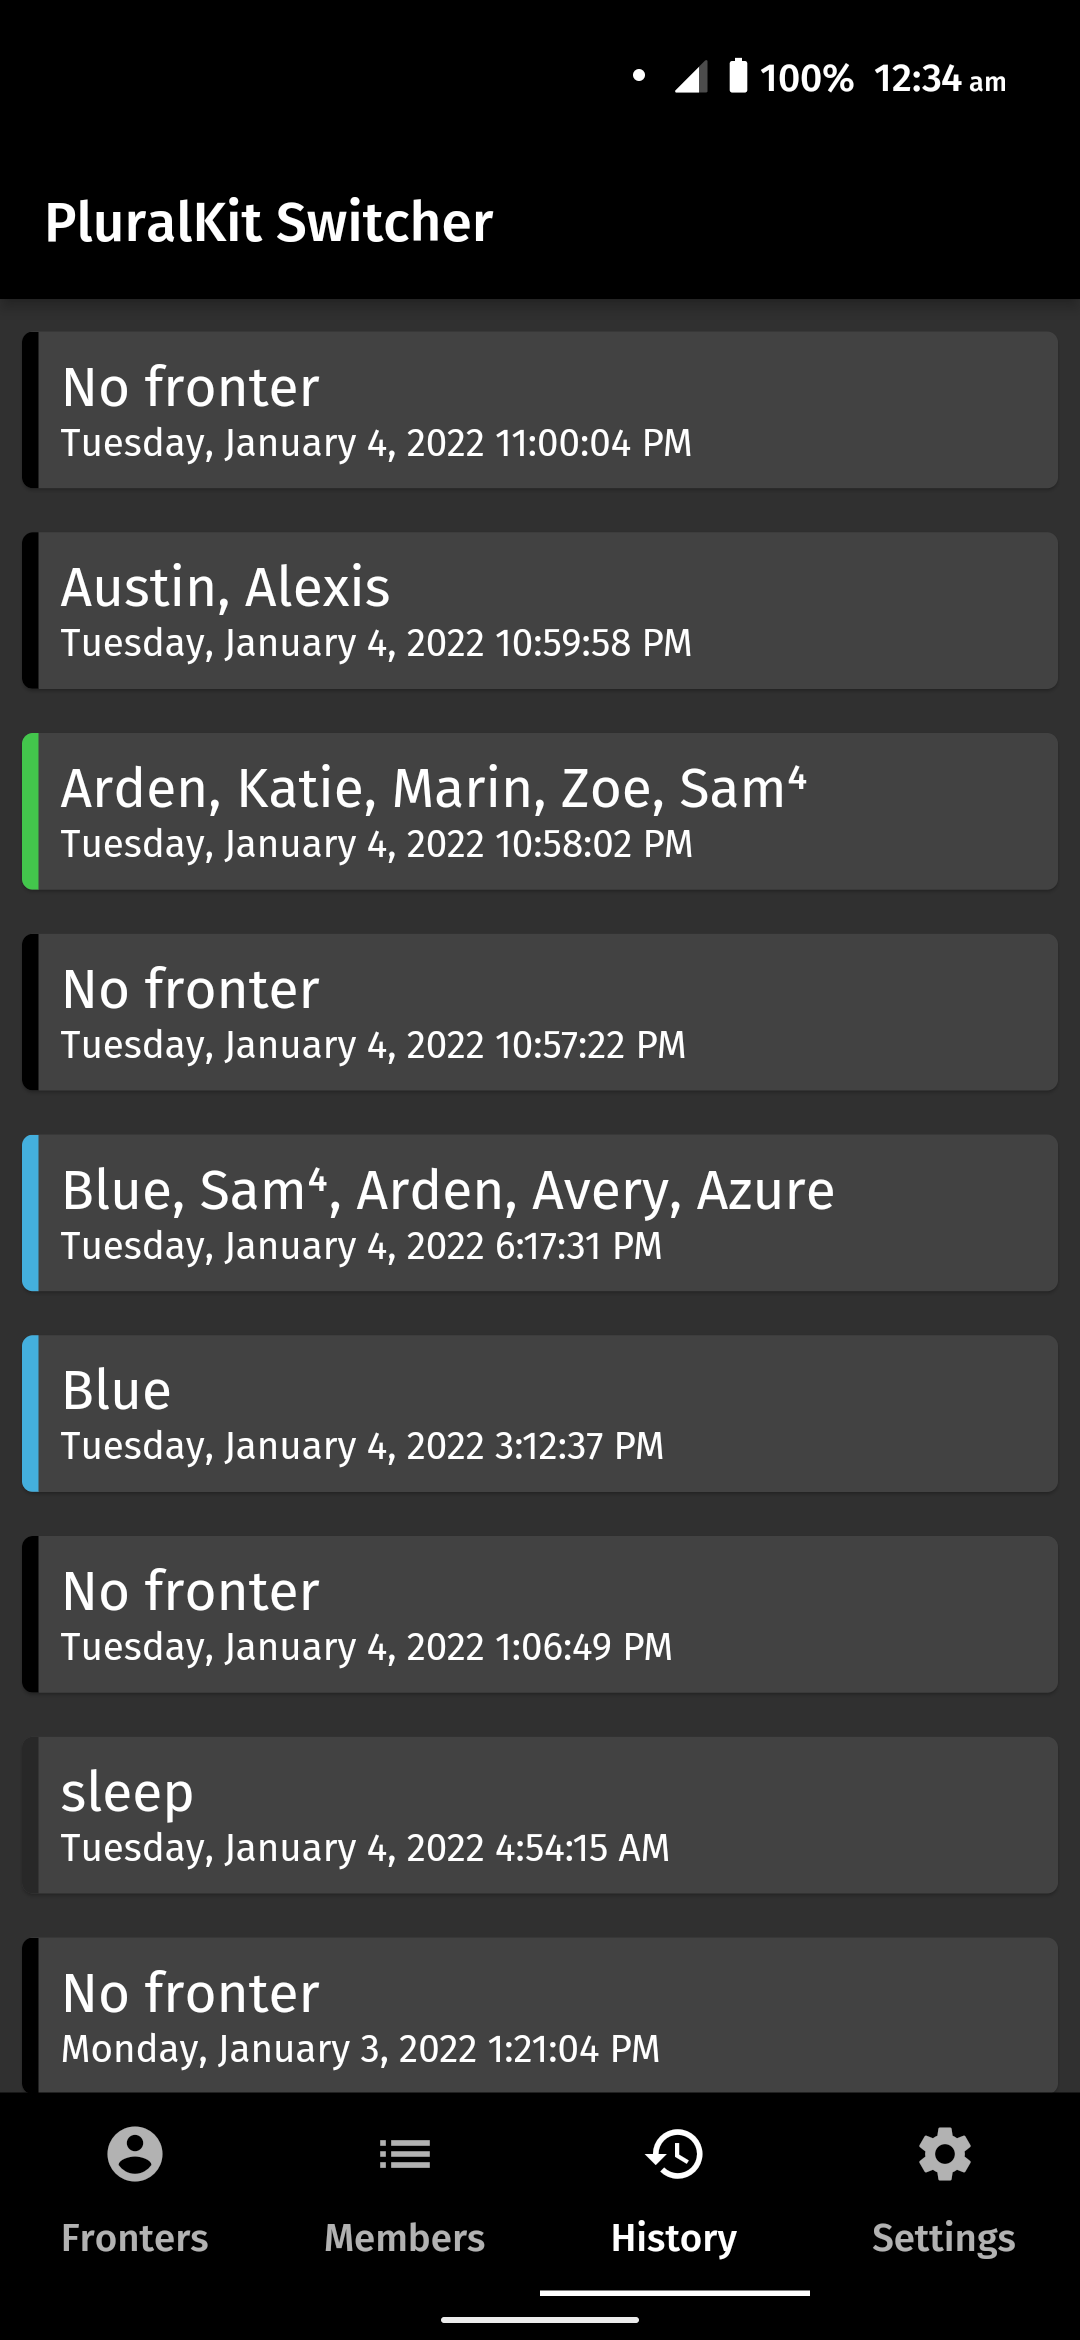 100% 12:34 am
PluralKit Switcher
No fronter
Tuesday, January 4, 2022 11:00:04 PM
Austin, Alexis
Tuesday, January 4, 2022 10:59:58 PM
Arden, Katie, Marin, Zoe, Sam⁴
Tuesday, January 4, 2022 10:58:02 PM
No fronter
Tuesday, January 4, 2022 10:57:22 PM
Blue, Sam⁴, Arden, Avery, Azure
Tuesday, January 4, 2022 6:17:31 PM
Blue
Tuesday, January 4, 2022 3:12:37 PM
No fronter
Tuesday, January 4, 2022 1:06:49 PM
sleep
Tuesday, January 4, 2022 4:54:15 AM
No fronter
Monday, January 3, 2022 1:21:04 PM
Fronters Members History Settings